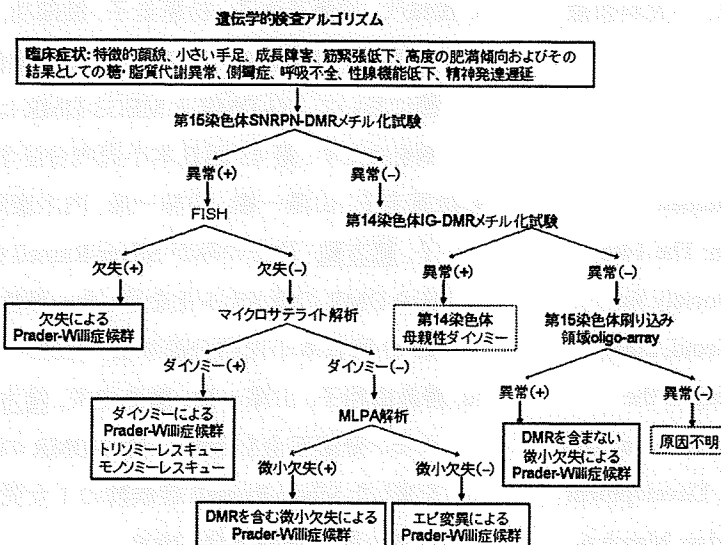 遺伝学的検査アルゴリズム
臨床症状:特徴的顔貌、小さい手足、成長障害、筋緊張低下、高度の肥満傾向およびその
結果としての糖・脂質代謝異常、側彎症、呼吸不全、性腺機能低下、精神発達遅延
第15染色体SNRPN-DMRメチル化試験
異常(+)
異常(-)
FISH
第14染色体IG-DMRメチル化試験
欠失(+)
欠失(-)
異常(+)
異常(-)
欠失による
Prader-Willi症候群
マイクロサテライト解析
第14染色体
母親性ダイソミー
第15染色体刷り込み
領域oligo-array
ダイソミー(+)
ダイソミー(-)
異常(+)
異常(-)
ダイソミーによる
Prader-Willi症候群
トリソミーレスキュー
モノソミーレスキュー
MLPA解析
DMRを含まない
微小欠失による
Prader-Willi症候群
原因不明
微小欠失(+)
微小欠失(-)
DMRを含む微小欠失による
Prader-Willi症候群
エピ変異による
Prader-Willi症候群